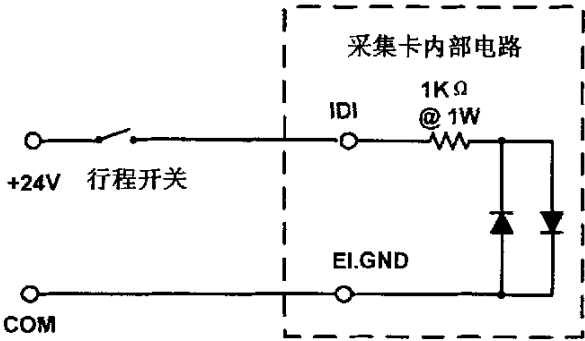 采集卡内部电路
1KΩ
@ 1W
IDI
+24V
行程开关
EI.GND
COM